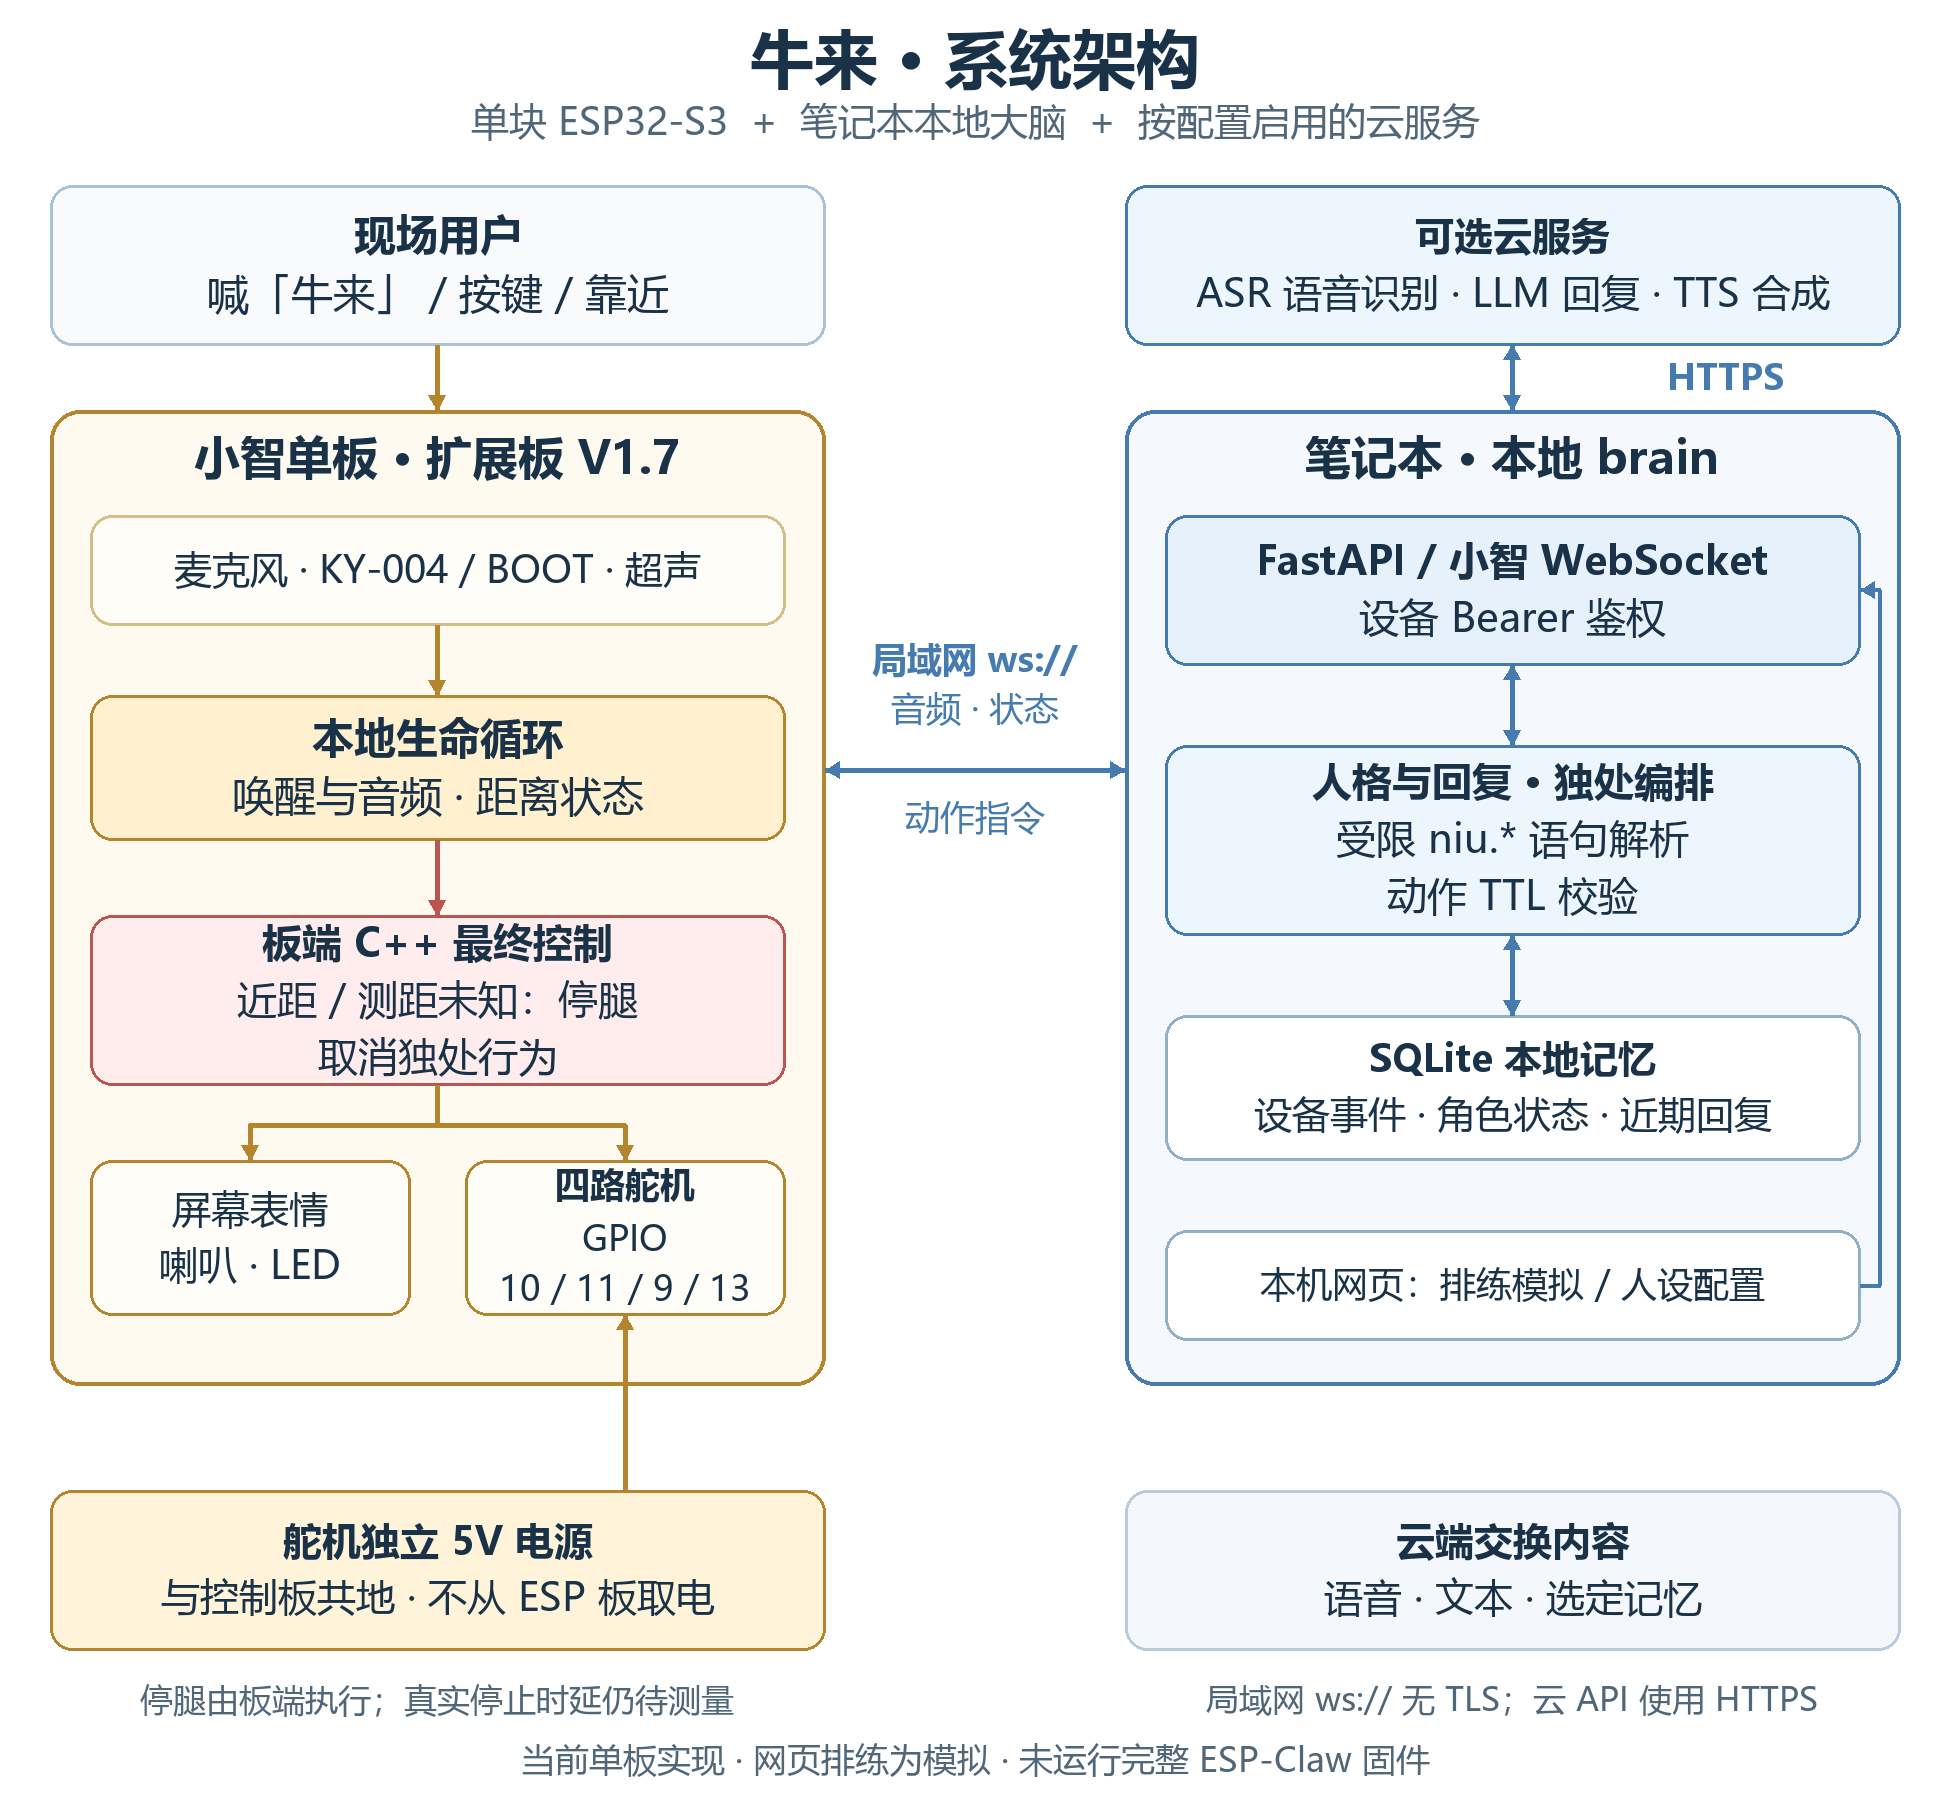 牛来 · 系统架构
单块 ESP32-S3 + 笔记本本地大脑 + 按配置启用的云服务
现场用户
喊「牛来」 / 按键 / 靠近
可选云服务
ASR 语音识别 · LLM 回复 · TTS 合成
HTTPS
小智单板 · 扩展板 V1.7
麦克风 · KY-004 / BOOT · 超声
本地生命循环
唤醒与音频 · 距离状态
板端 C++ 最终控制
近距 / 测距未知：停腿
取消独处行为
屏幕表情
喇叭 · LED
四路舵机
GPIO
10 / 11 / 9 / 13
局域网 ws://
音频 · 状态
动作指令
笔记本 · 本地 brain
FastAPI / 小智 WebSocket
设备 Bearer 鉴权
人格与回复 · 独处编排
受限 niu.* 语句解析
动作 TTL 校验
SQLite 本地记忆
设备事件 · 角色状态 · 近期回复
本机网页：排练模拟 / 人设配置
舵机独立 5V 电源
与控制板共地 · 不从 ESP 板取电
云端交换内容
语音 · 文本 · 选定记忆
停腿由板端执行；真实停止时延仍待测量
局域网 ws:// 无 TLS；云 API 使用 HTTPS
当前单板实现 · 网页排练为模拟 · 未运行完整 ESP-Claw 固件